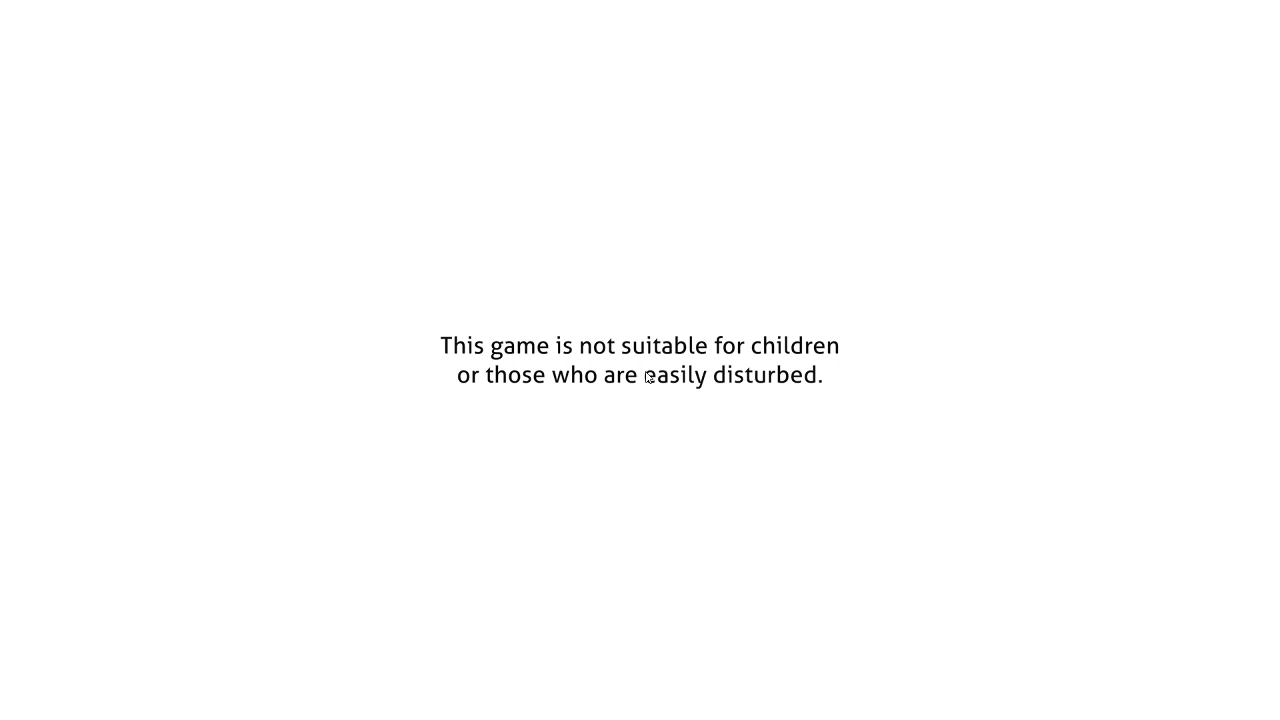 This game is not suitable for children
or those who are easily disturbed.